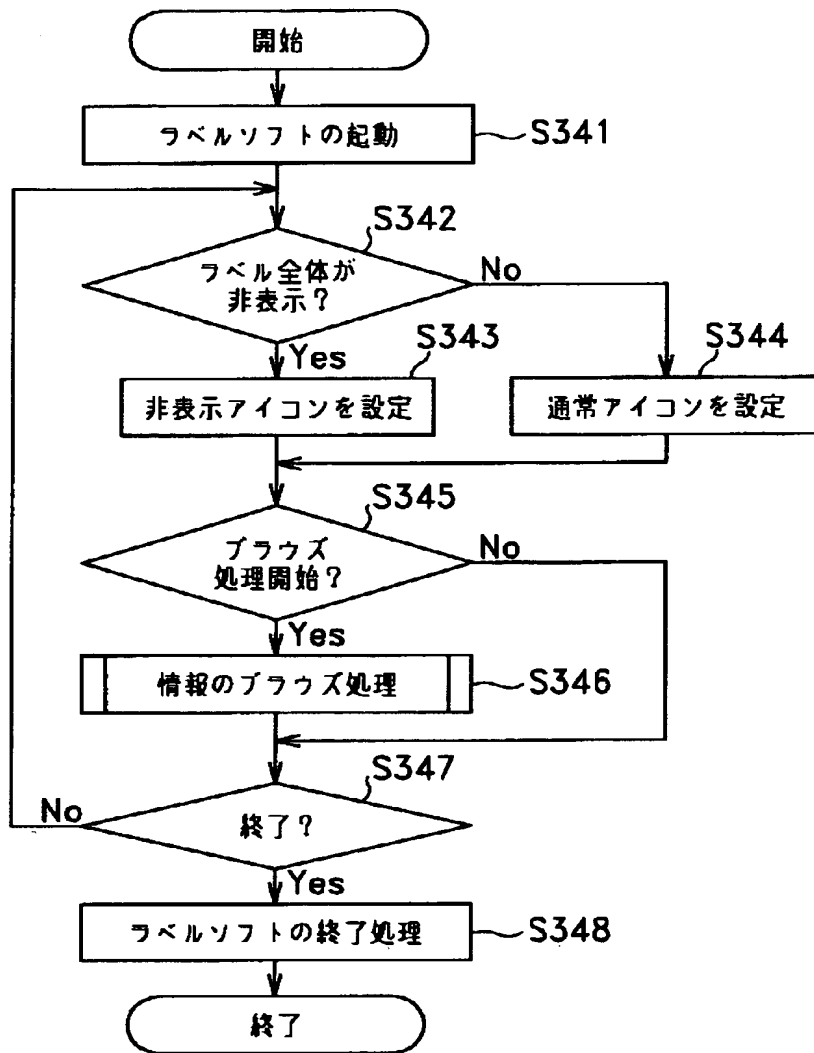 開始
ラベルソフトの起動
S341
S342
ラベル全体が
非表示?
No
Yes
S343
S344
非表示アイコンを設定
通常アイコンを設定
S345
ブラウズ
処理開始?
No
Yes
情報のブラウズ処理
S346
S347
No
終了?
Yes
ラベルソフトの終了処理
S348
終了